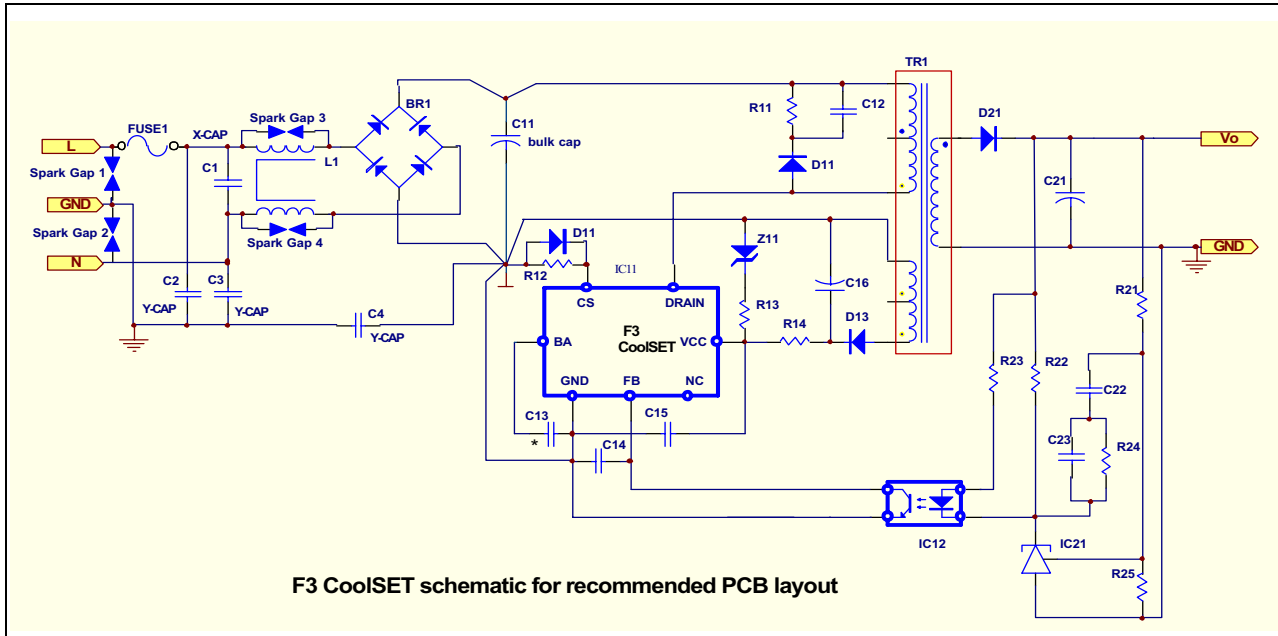 TR1
BR1
D21
R11
C12
C11
bulk cap
Spark Gap 3
FUSE1
X-CAP
L
Vo
L1
D11
C1
Spark Gap 1
C21
GND
Spark Gap 2
Spark Gap 4
D11
Z11
GND
N
R12
IC11
C2
C3
CS
DRAIN
C16
R21
Y-CAP
Y-CAP
C4
Y-CAP
R13
F3
CoolSET
BA
VCC
R14
D13
R23
R22
GND
FB
NC
C22
C13
*
C15
C14
C23
R24
IC12
IC21
R25
F3 CoolSET schematic for recommended PCB layout